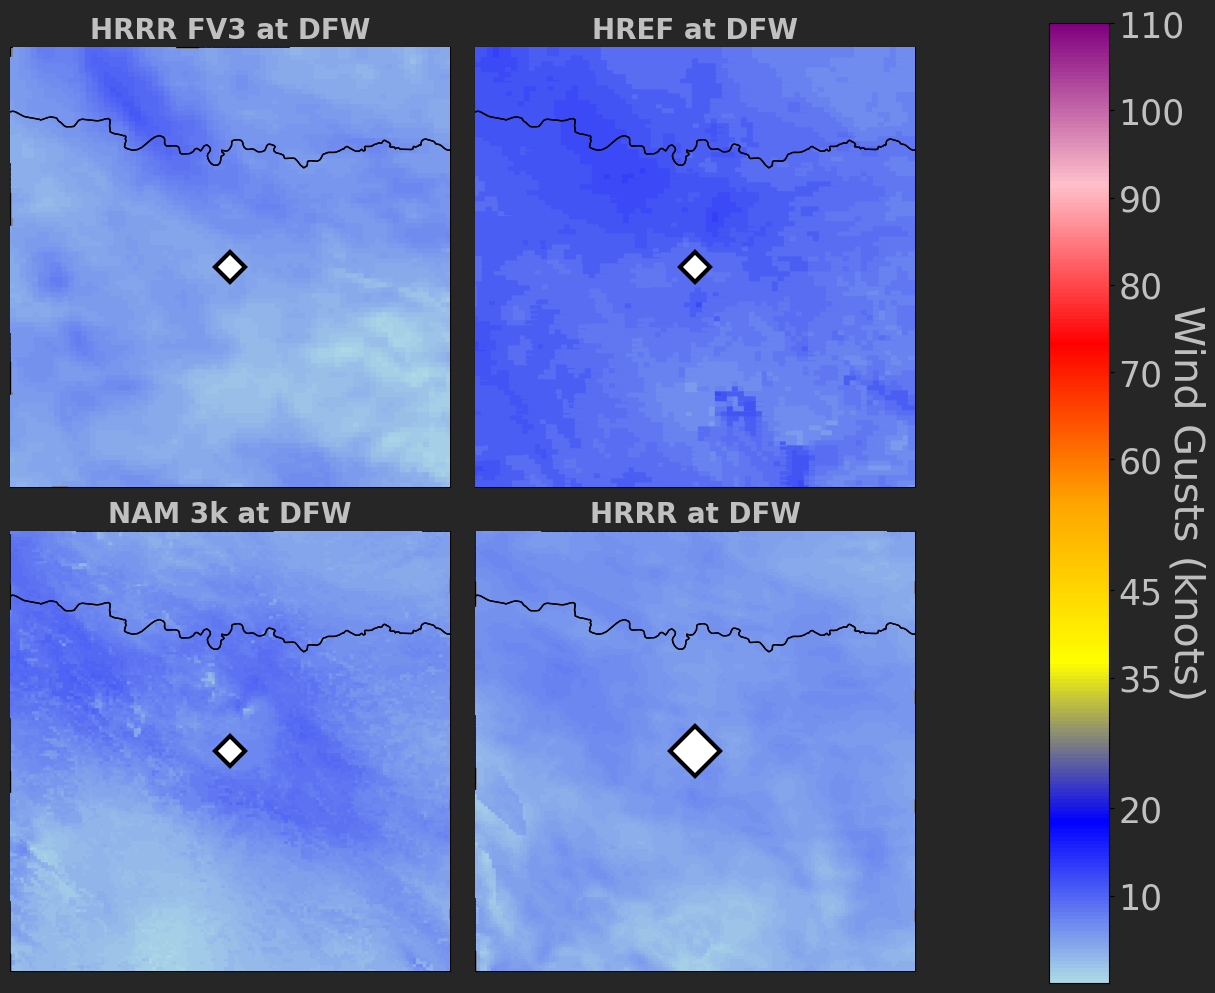 HRRR FV3 at DFW
HREF at DFW
NAM 3k at DFW
HRRR at DFW
110
100
90
80
70
60
45
35
20
10
Wind Gusts (knots)